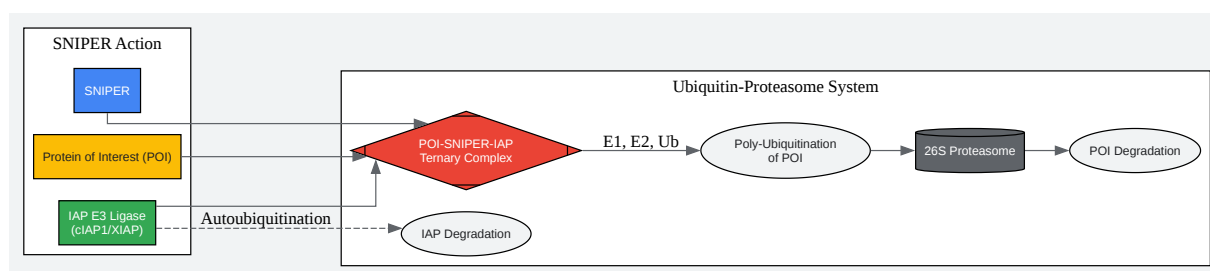 SNIPER Action
SNIPER
Protein of Interest (POI)
IAP E3 Ligase
(cIAP1/XIAP)
Autoubiquitination
Ubiquitin-Proteasome System
POI-SNIPER-IAP
Ternary Complex
E1, E2, Ub
Poly-Ubiquitination
of POI
26S Proteasome
POI Degradation
IAP Degradation